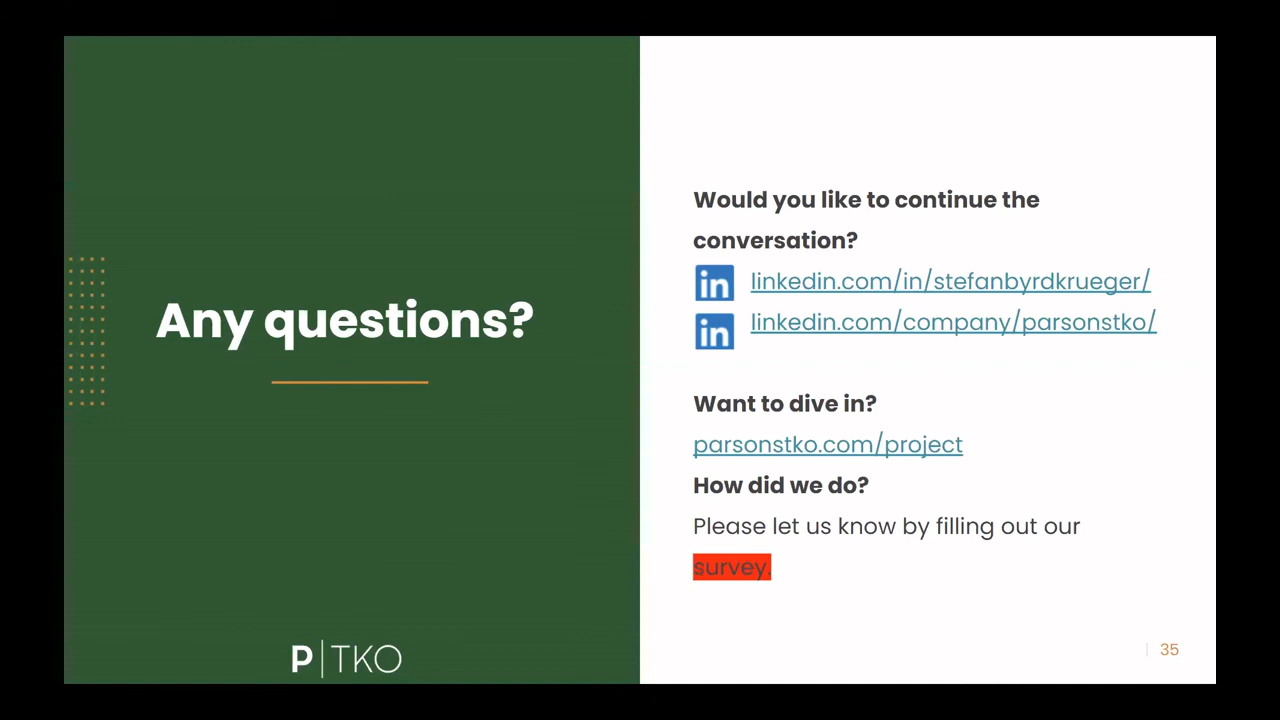 Any questions?
P|TKO
Would you like to continue the
conversation?
in linkedin.com/in/stefanbyrdkrueger/
in linkedin.com/company/parsonstko/
Want to dive in?
parsonstko.com/project
How did we do?
Please let us know by filling out our
survey.
| 35